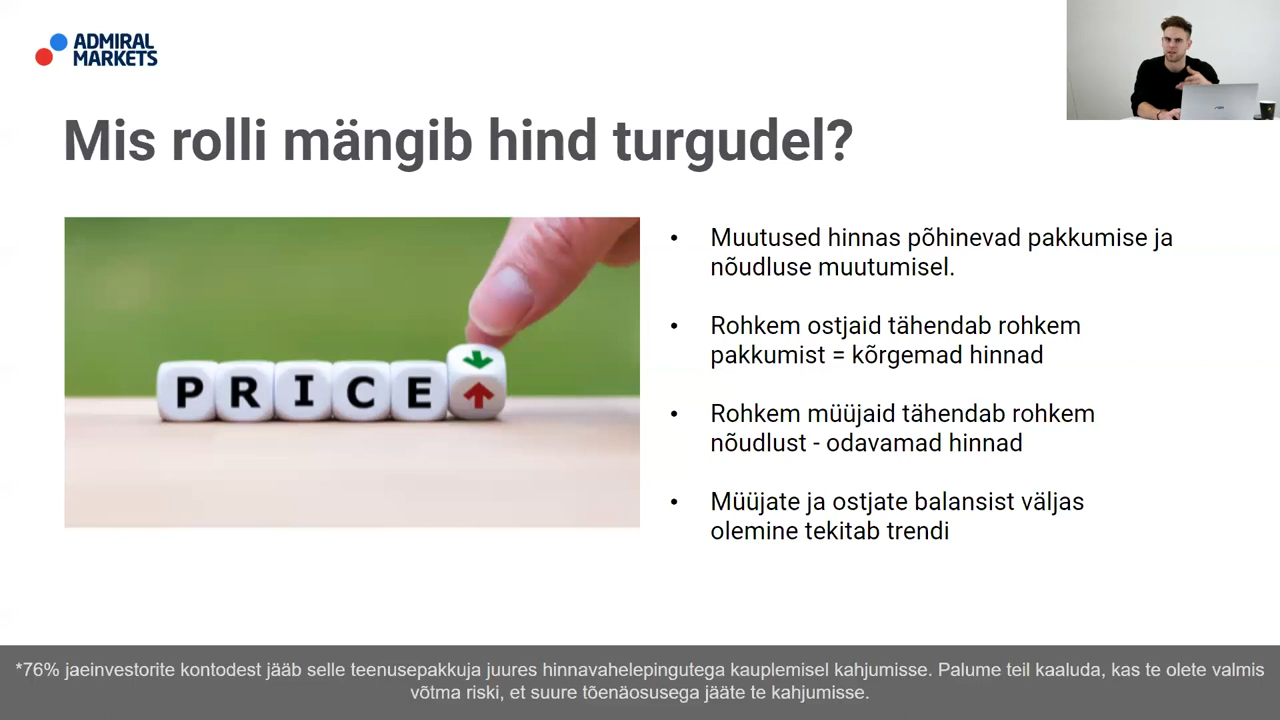 ADMIRAL
MARKETS
Mis rolli mängib hind turgudel?
PRICE
• Muutused hinnas põhinevad pakkumise ja
nõudluse muutumisel.
• Rohkem ostjaid tähendab rohkem
pakkumist = kõrgemad hinnad
• Rohkem müüjaid tähendab rohkem
nõudlust - odavamad hinnad
• Müüjate ja ostjate balansist väljas
olemine tekitab trendi
*76% jaeinvestorite kontodest jääb selle teenusepakkuja juures hinnavahelepingutega kauplemisel kahjumisse. Palume teil kaaluda, kas te olete valmis
võtma riski, et suure tõenäosusega jääte te kahjumisse.